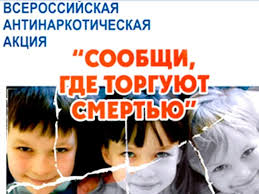 ВСЕРОССИЙСКАЯ
АНТИНАРКОТИЧЕСКАЯ
АКЦИЯ
“СООБЩИ,
ГДЕ ТОРГУЮТ
СМЕРТЬЮ”